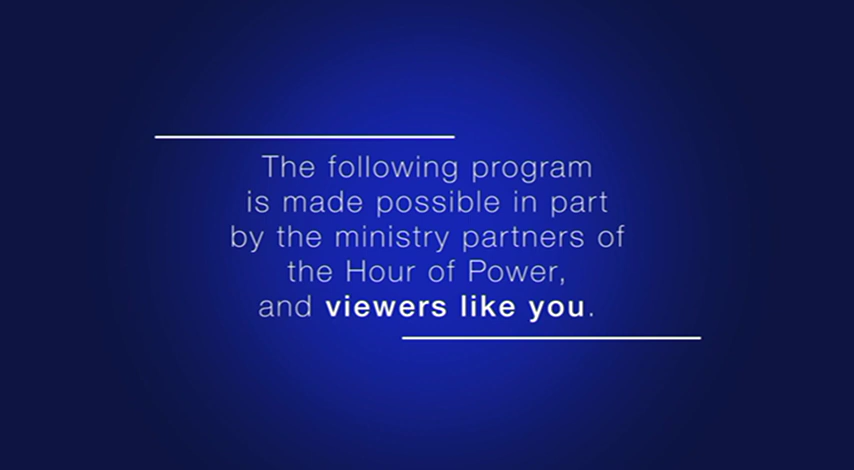 The following program
is made possible in part
by the ministry partners of
the Hour of Power,
and viewers like you.